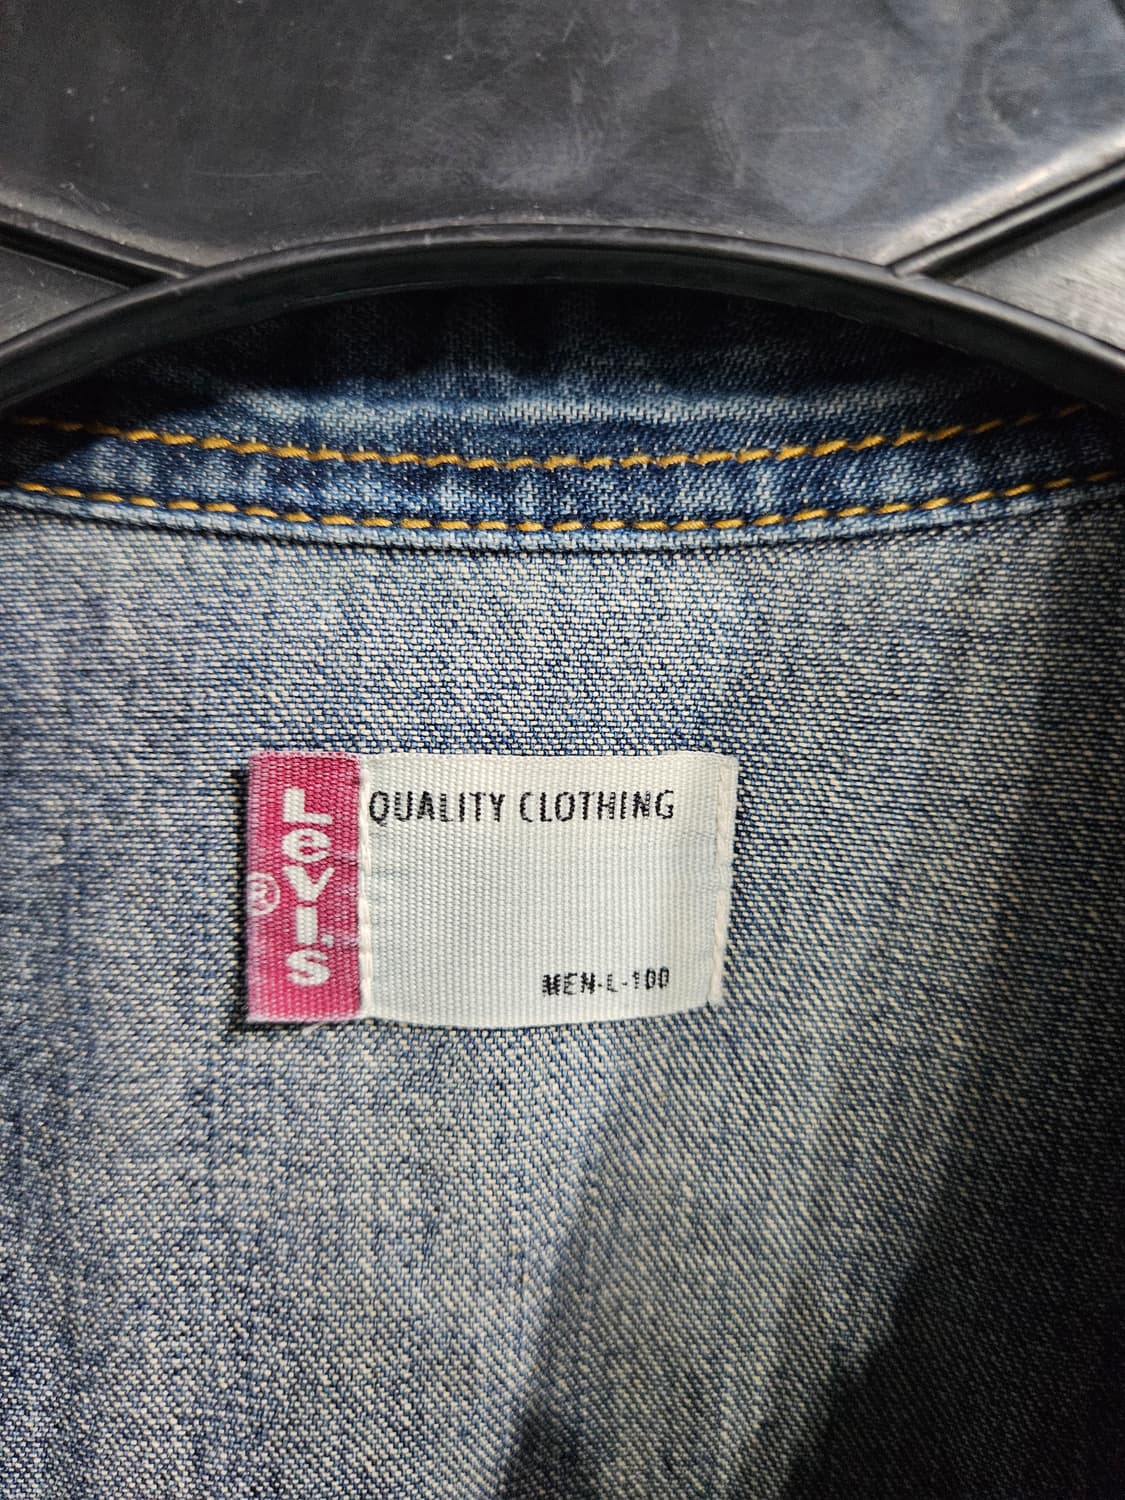 LeVI.S
®
QUALITY CLOTHING
MEN-L-100